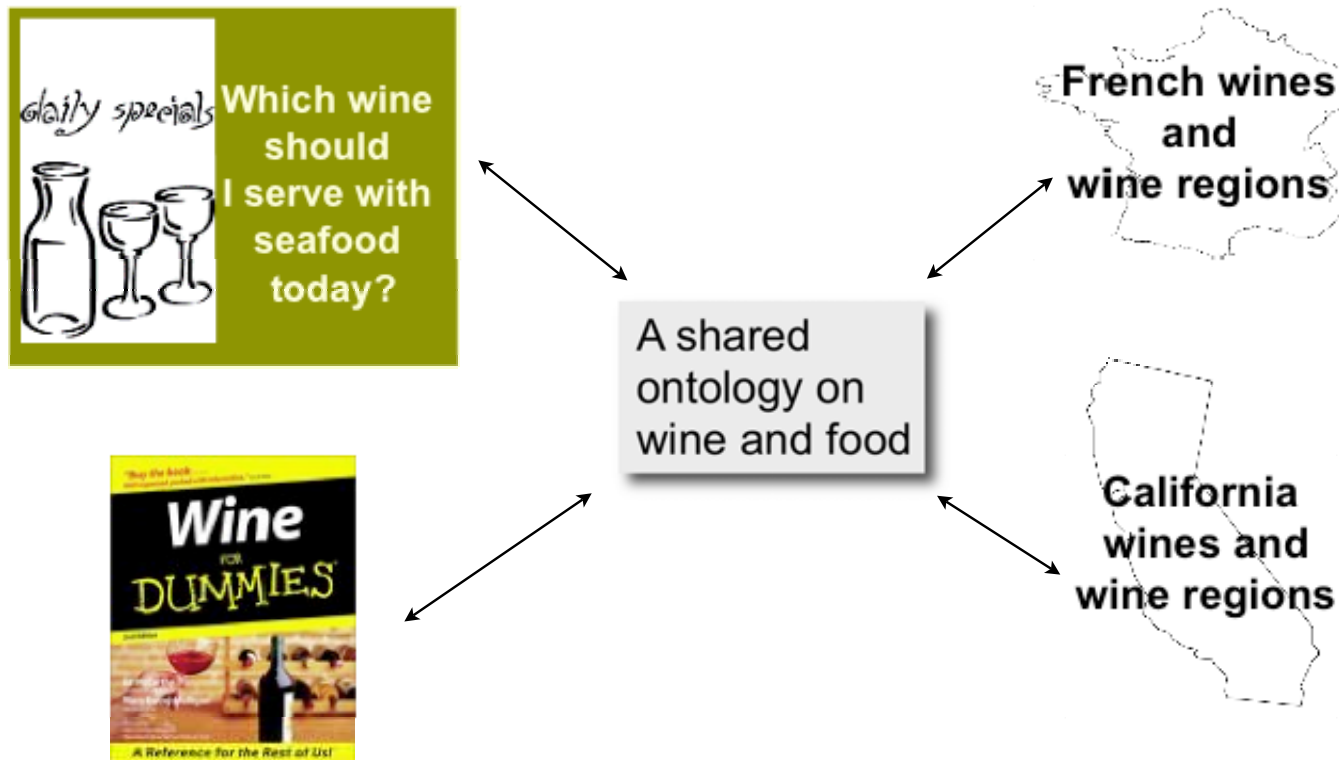 daily specials
Which wine
should
I serve with
seafood
today?
French wines
and
wine regions
A shared
ontology on
wine and food
California
wines and
wine regions
"Buy the book
Wine
FOR
DUMMIES
A Reference for the Rest of Us!